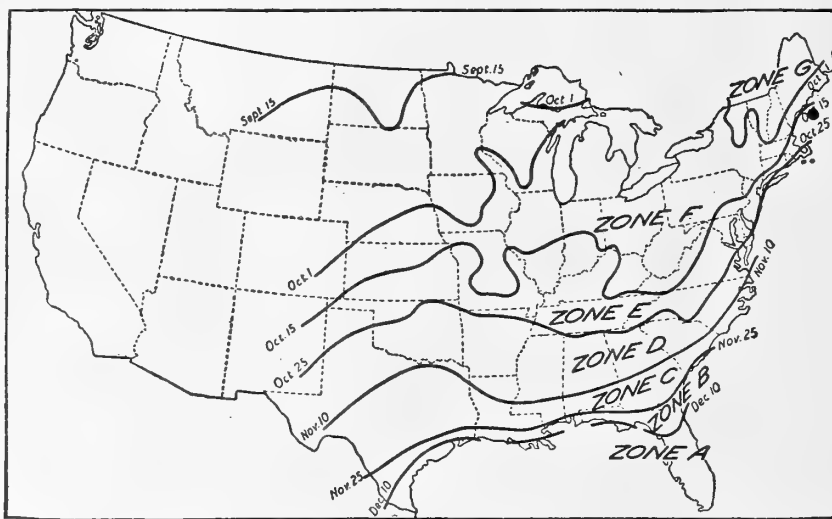 Sept. 15
Sept 15
Oct 1
ZONE G
Oct 1
Oct 15
Oct 25
ZONE F
Oct 1
Oct 15
Oct 25
ZONE E
Nov. 10
ZONE D
Nov. 25
ZONE C
ZONE B
Dec. 10
Nov. 10
ZONE A
Nov. 25
Dec 10